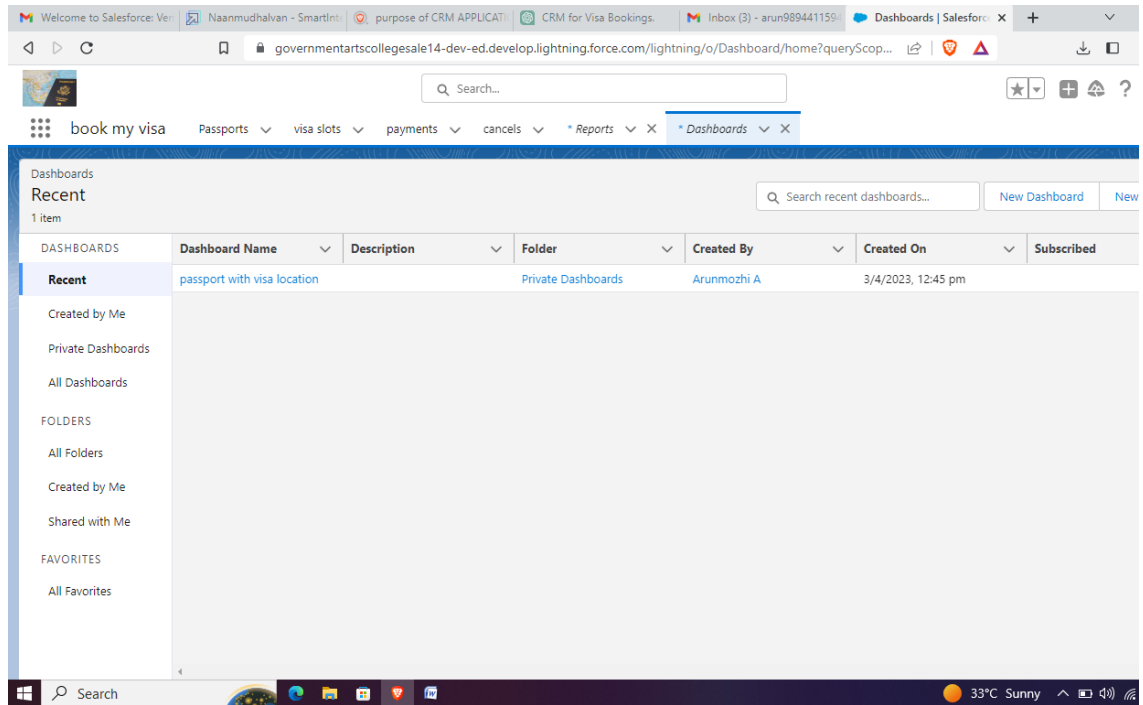 Welcome to Salesforce: Ver
Naanmudhalvan - SmartInte
purpose of CRM APPLICATI
CRM for Visa Bookings.
Inbox (3) - arun9894411594
Dashboards | Salesforce
governmentartscollegesale14-dev-ed.develop.lightning.force.com/lightning/o/Dashboard/home?queryScop...
Search...
book my visa
Passports
visa slots
payments
cancels
* Reports
* Dashboards
Dashboards
Recent
1 item
Search recent dashboards...
New Dashboard
New
DASHBOARDS
Recent
Created by Me
Private Dashboards
All Dashboards
FOLDERS
All Folders
Created by Me
Shared with Me
FAVORITES
All Favorites
Dashboard Name Description Folder Created By Created On Subscribed
passport with visa location Private Dashboards Arunmozhi A 3/4/2023, 12:45 pm
Search
33°C Sunny